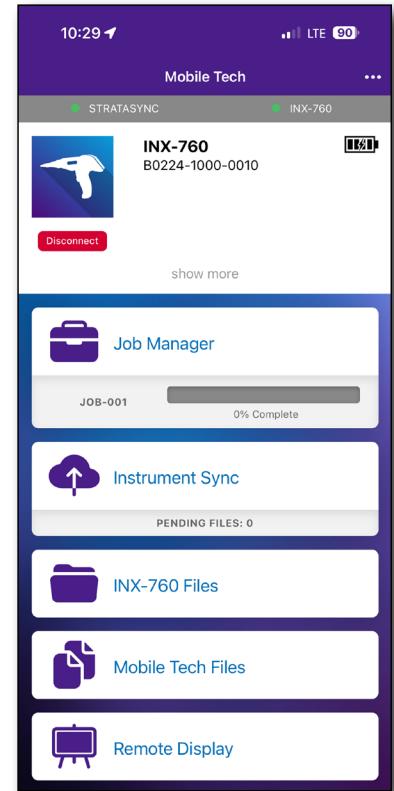 10:29
LTE 90
Mobile Tech
STRATASYNC
INX-760
INX-760
B0224-1000-0010
Disconnect
show more
Job Manager
JOB-001
0% Complete
Instrument Sync
PENDING FILES: 0
INX-760 Files
Mobile Tech Files
Remote Display